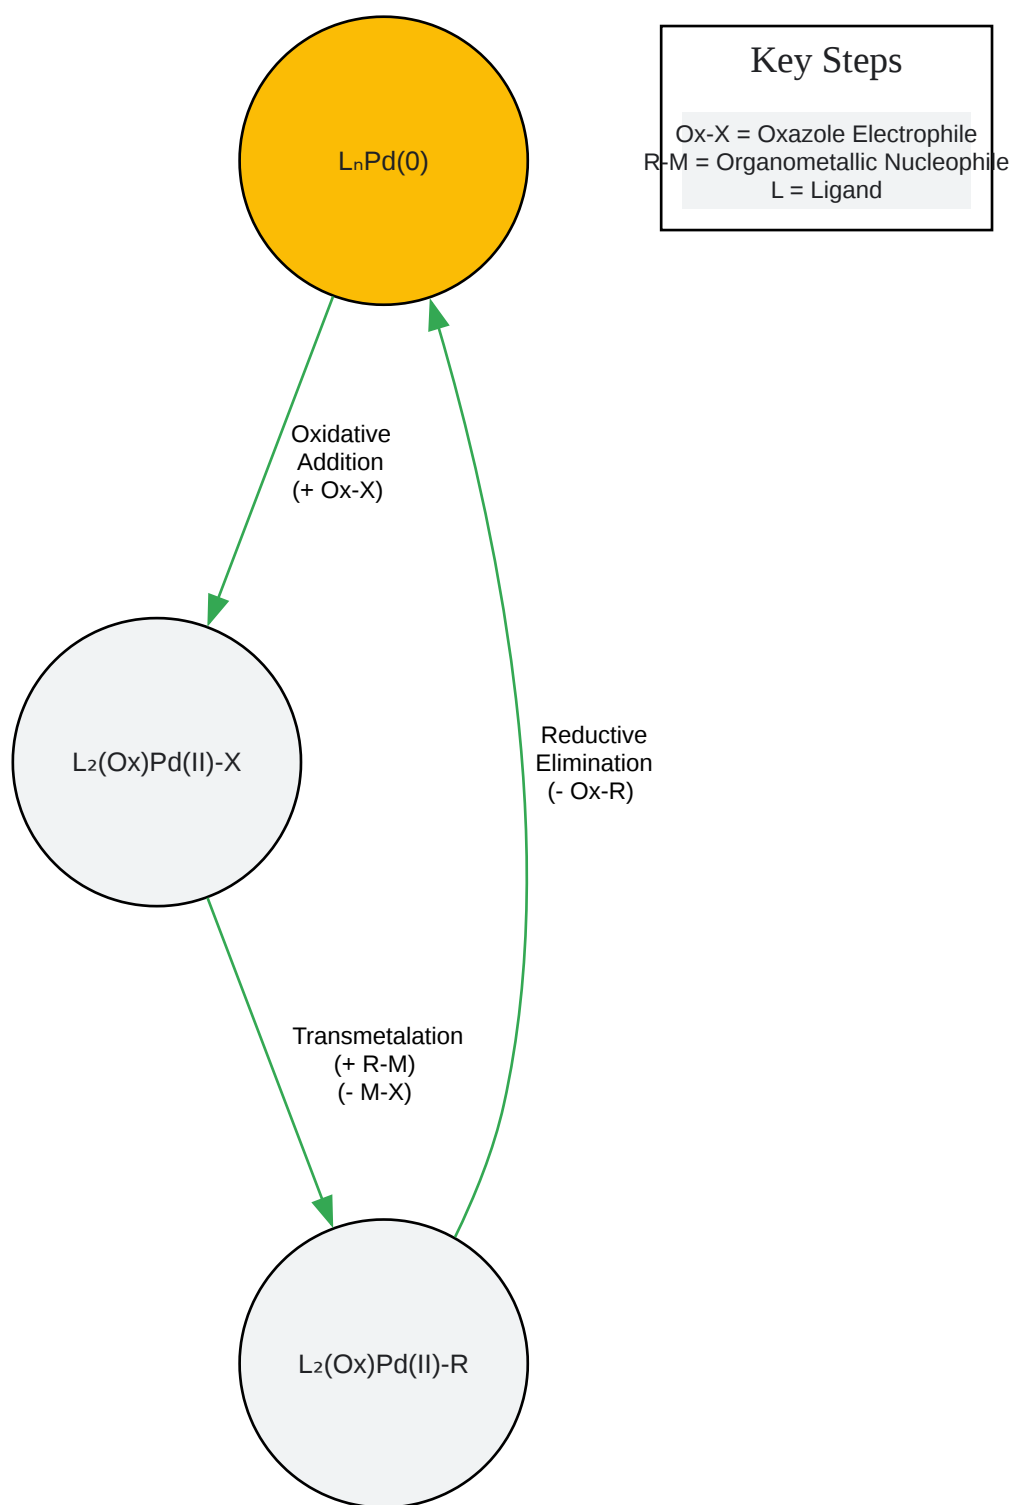 Key Steps
Ox-X = Oxazole Electrophile
R-M = Organometallic Nucleophile
L = Ligand
LₙPd(0)
Oxidative
Addition
(+ Ox-X)
L₂(Ox)Pd(II)-X
Reductive
Elimination
(- Ox-R)
Transmetalation
(+ R-M)
(- M-X)
L₂(Ox)Pd(II)-R